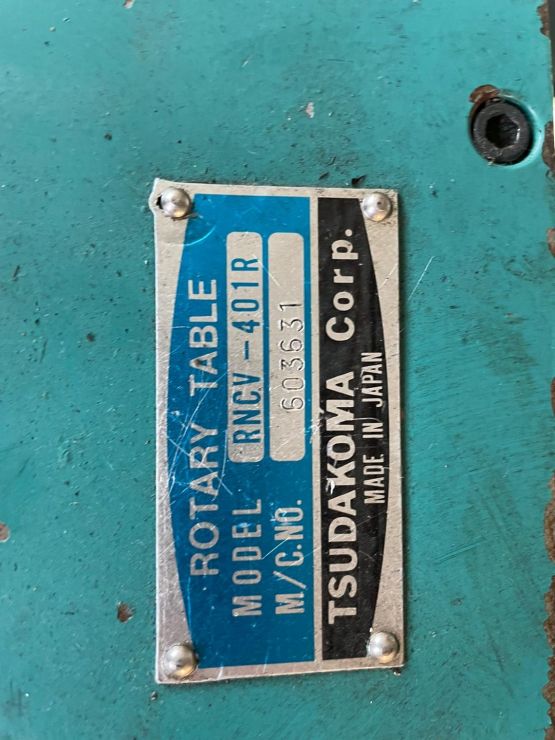 ROTARY TABLE
MODEL RNCV-401R
M/C.NO. 603631
TSUDAKOMA Corp.
MADE IN JAPAN